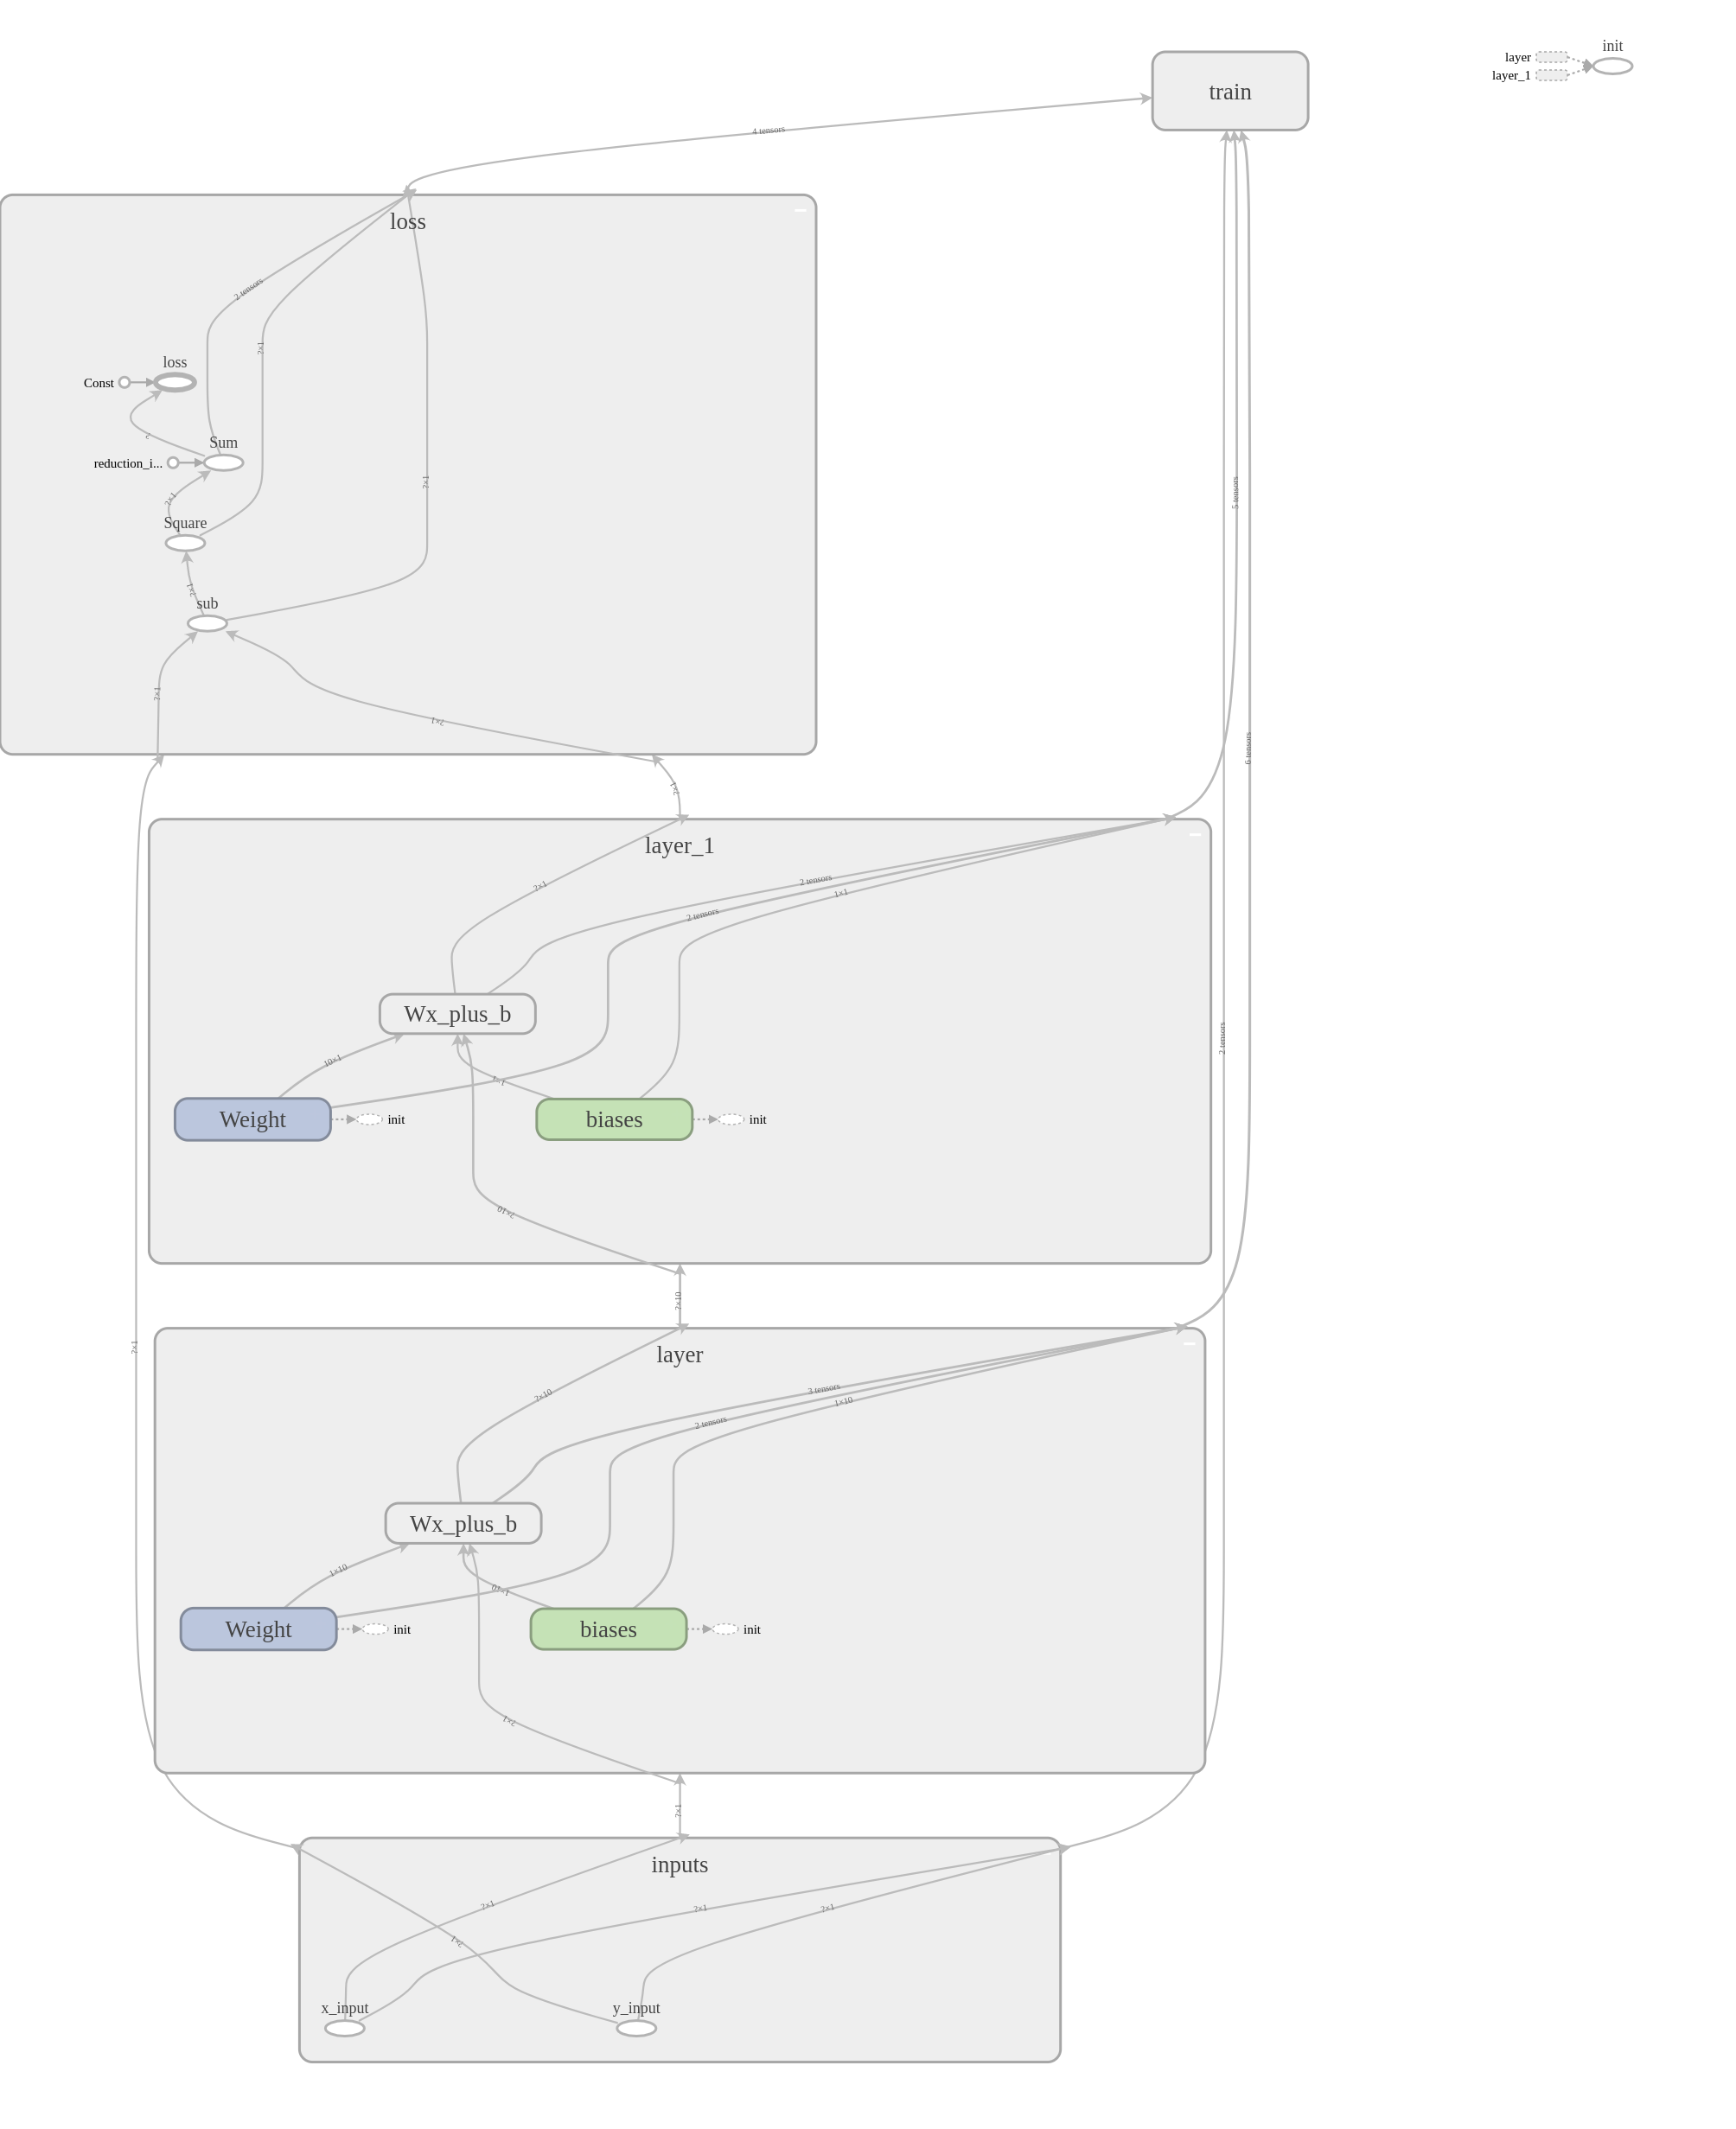 init
layer
layer_1
train
4 tensors
loss
2 tensors
?×1
loss
Const
?
Sum
reduction_i...
?×1
?×1
5 tensors
Square
?×1
sub
?×1
?×1
6 tensors
?×1
layer_1
2 tensors
?×1
1×1
2 tensors
Wx_plus_b
2 tensors
10×1
1×1
Weight
init
biases
init
?×10
?×10
?×1
layer
3 tensors
?×10
1×10
2 tensors
Wx_plus_b
1×10
1×10
Weight
init
biases
init
?×1
?×1
inputs
?×1
?×1
?×1
?×1
x_input
y_input